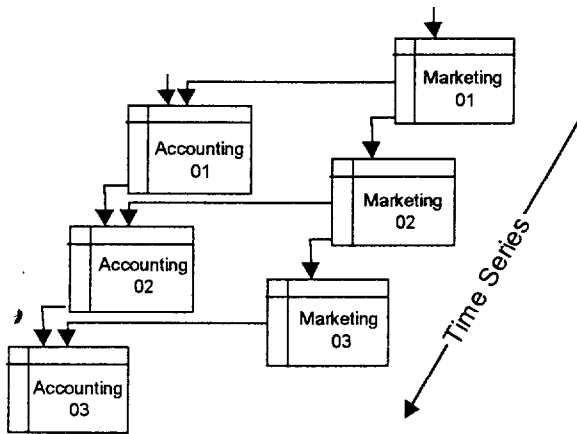 Marketing
01
Accounting
01
Marketing
02
Accounting
02
Marketing
03
Accounting
03
Time Series